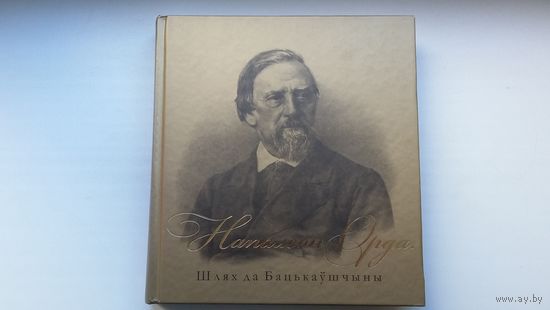 Напалеон Орда.
Шлях да Бацькаўшчыны
www.ay.by